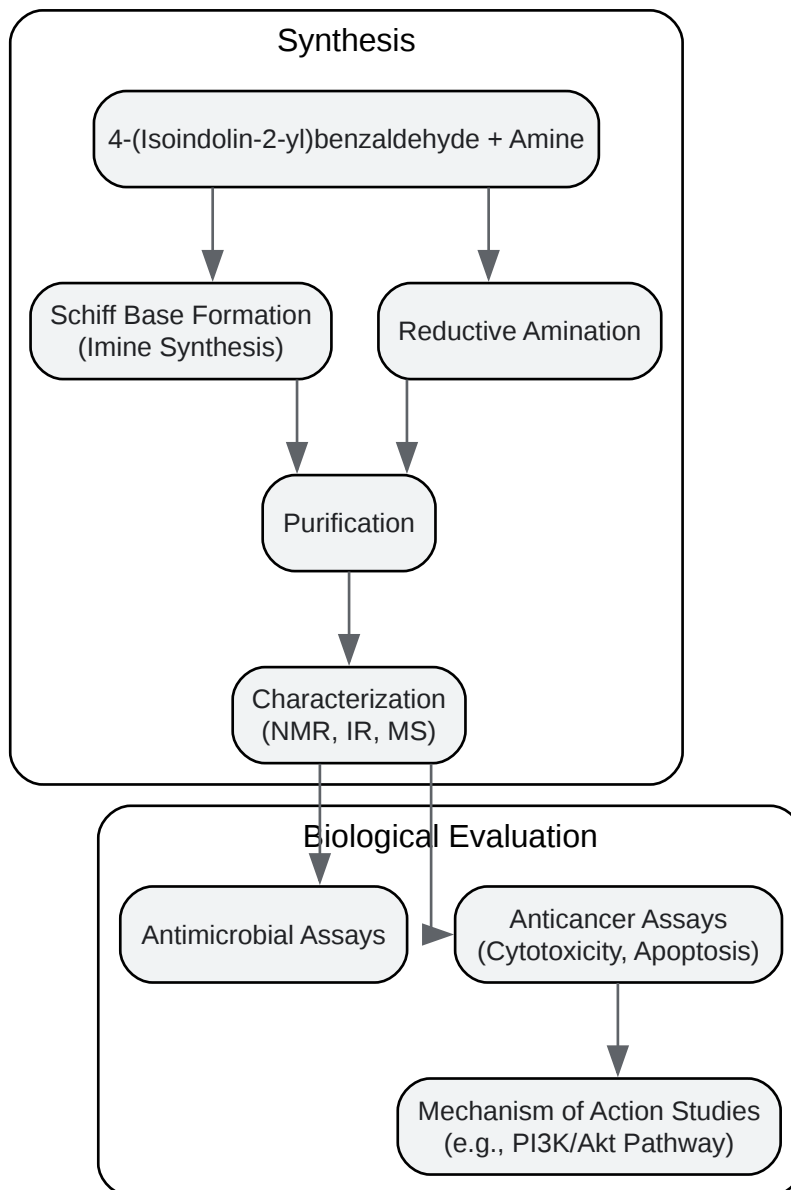 Synthesis
4-(Isoindolin-2-yl)benzaldehyde + Amine
Schiff Base Formation
(Imine Synthesis)
Reductive Amination
Purification
Characterization
(NMR, IR, MS)
Biological Evaluation
Antimicrobial Assays
Anticancer Assays
(Cytotoxicity, Apoptosis)
Mechanism of Action Studies
(e.g., PI3K/Akt Pathway)